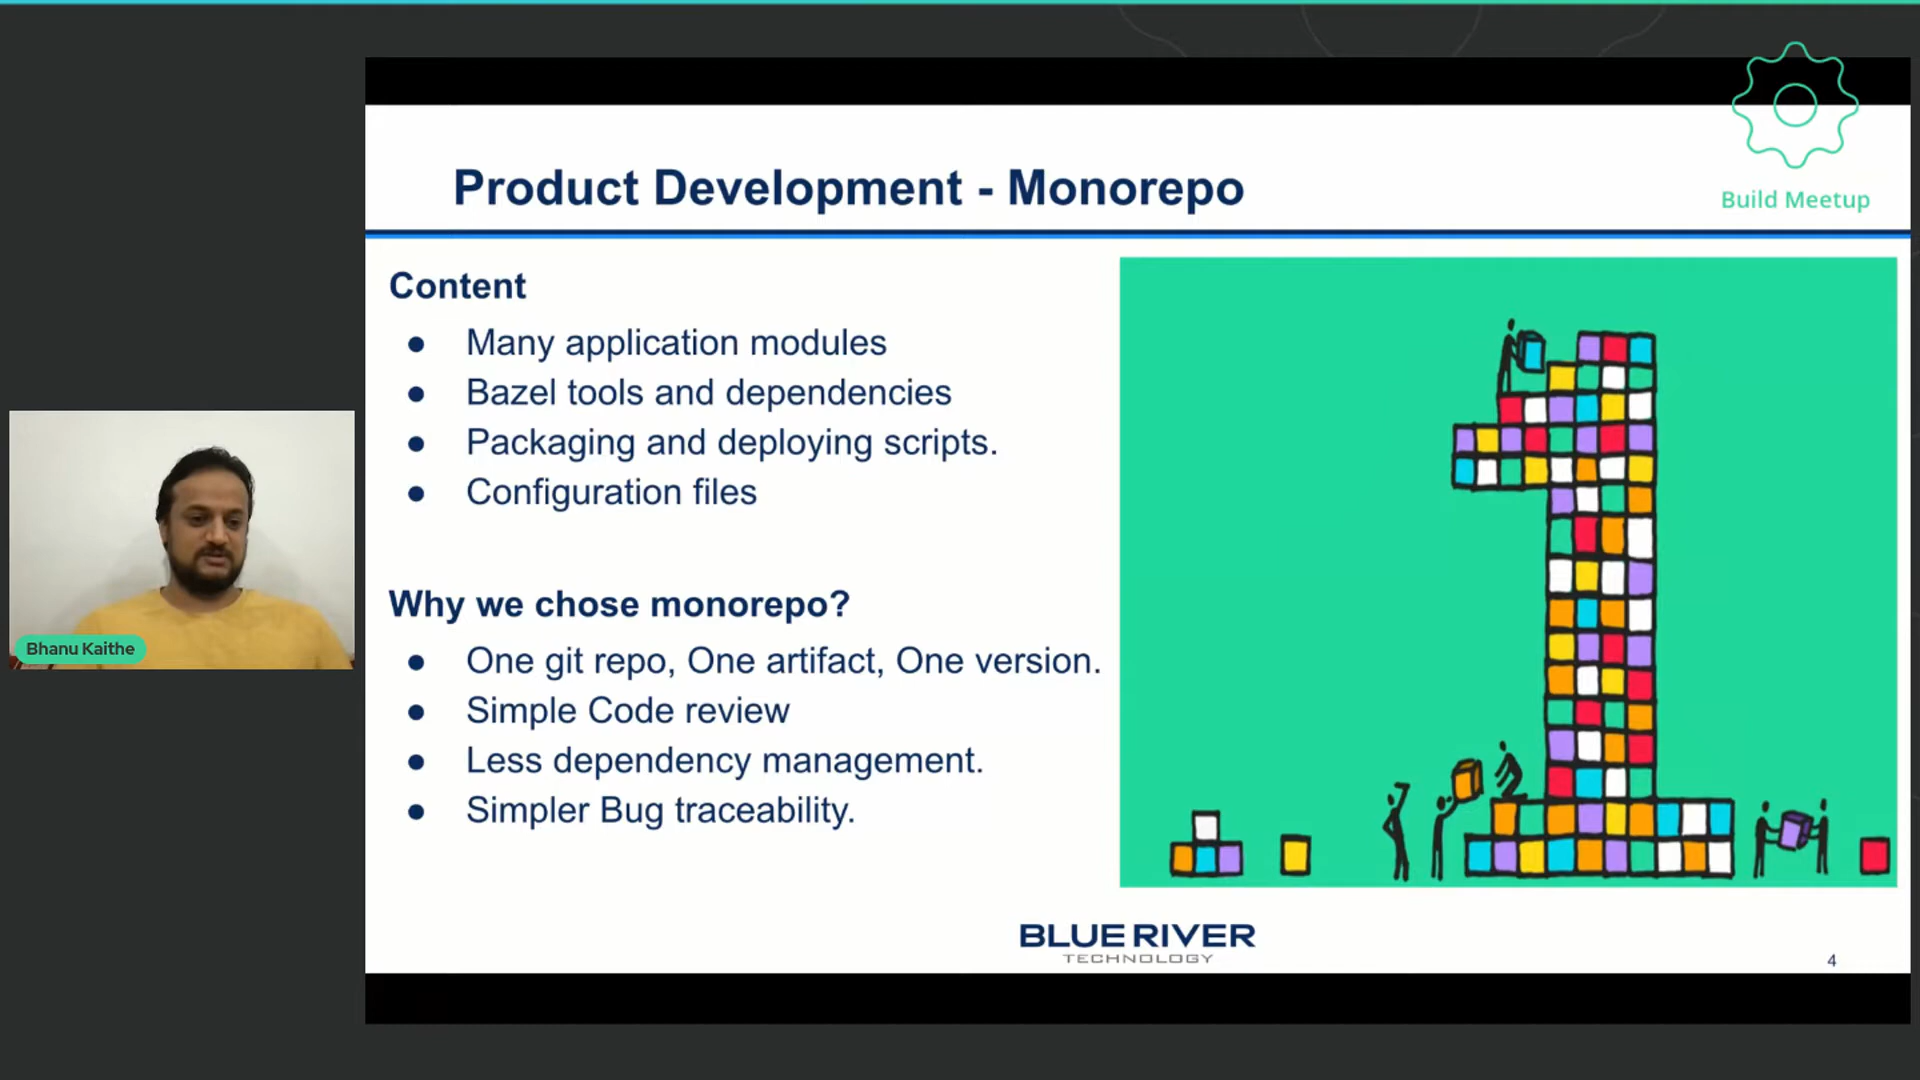 Build Meetup
Product Development - Monorepo
Content
● Many application modules
● Bazel tools and dependencies
● Packaging and deploying scripts.
● Configuration files
Why we chose monorepo?
● One git repo, One artifact, One version.
● Simple Code review
● Less dependency management.
● Simpler Bug traceability.
Bhanu Kaithe
BLUE RIVER
TECHNOLOGY
4